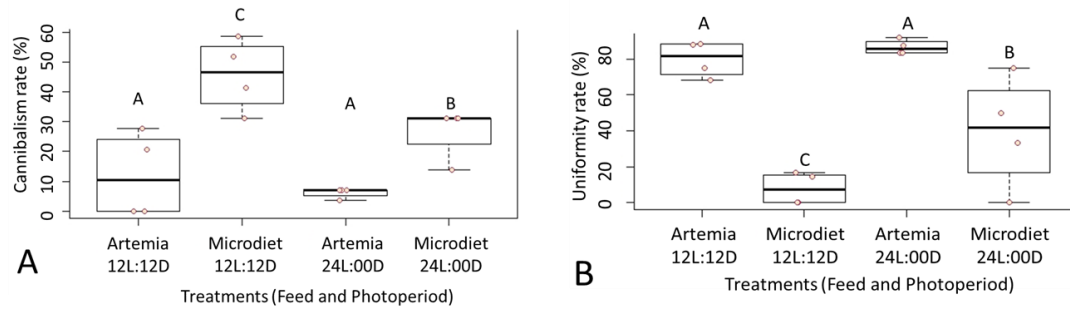 C
60
50
40
30
20
10
0
Cannibalism rate (%)
A
A
B
Artemia
12L:12D
Microdiet
12L:12D
Artemia
24L:00D
Microdiet
24L:00D
A
Treatments (Feed and Photoperiod)
A
A
B
C
80
60
40
20
0
Uniformity rate (%)
Artemia
12L:12D
Microdiet
12L:12D
Artemia
24L:00D
Microdiet
24L:00D
B
Treatments (Feed and Photoperiod)